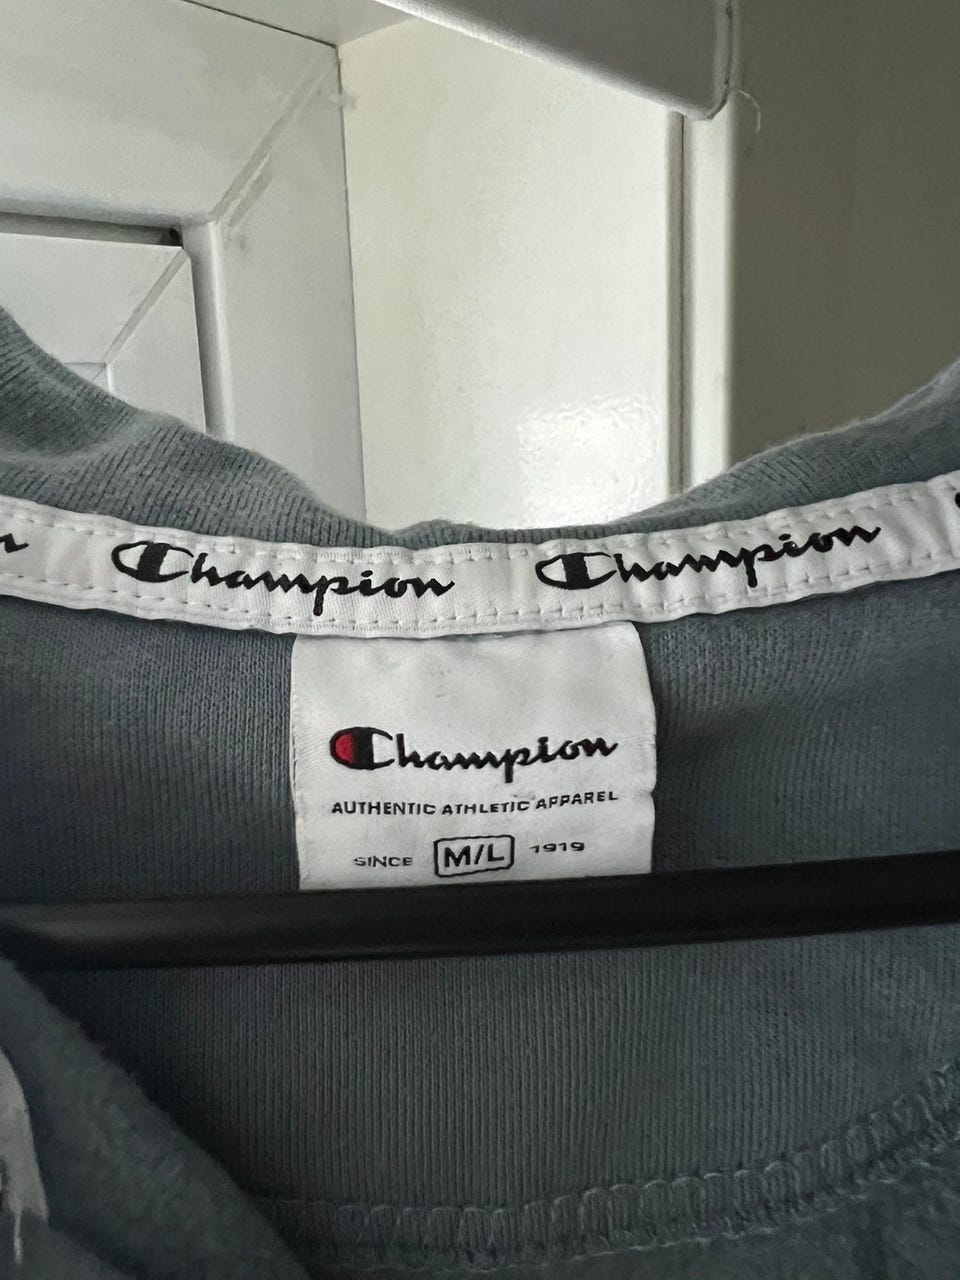 Champion Champion
Champion
AUTHENTIC ATHLETIC APPAREL
SINCE M/L 1919